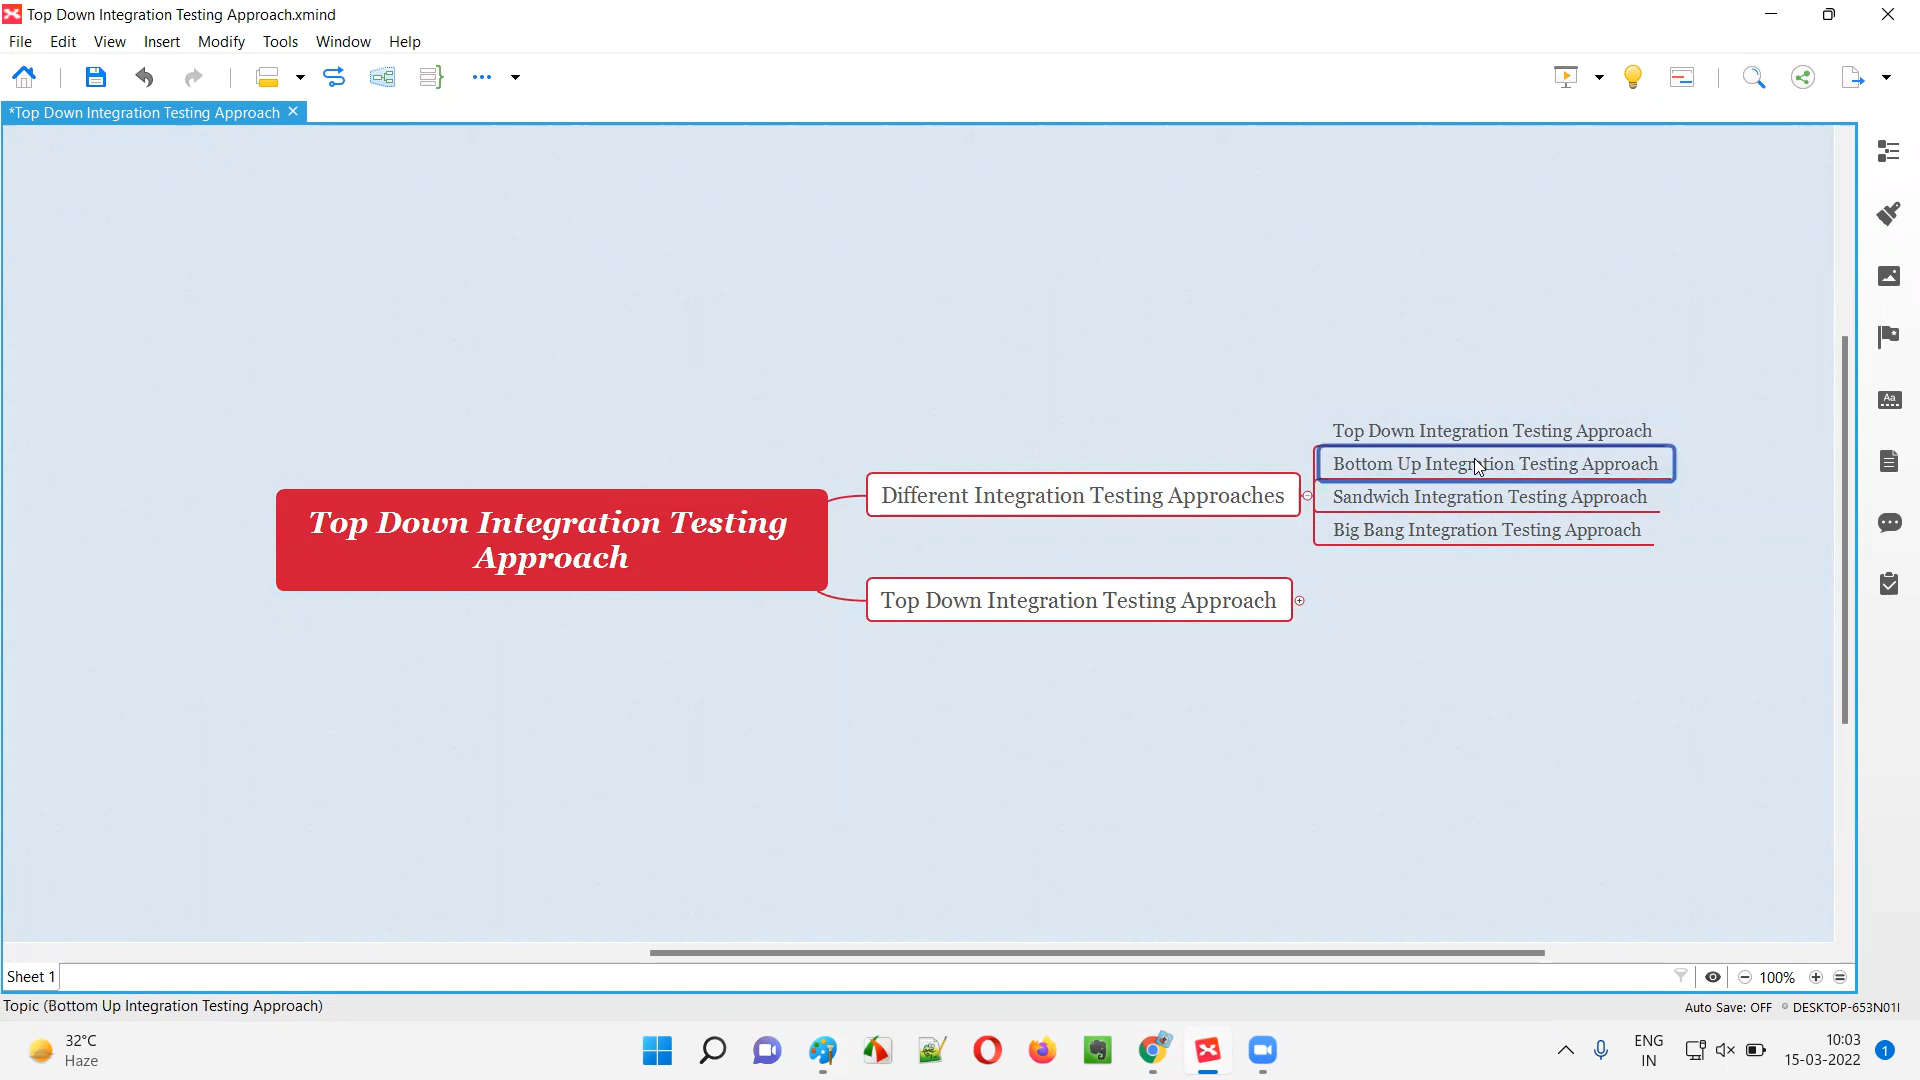 Top Down Integration Testing Approach.xmind
File Edit View Insert Modify Tools Window Help
*Top Down Integration Testing Approach
Top Down Integration Testing Approach
Bottom Up Integration Testing Approach
Different Integration Testing Approaches
Sandwich Integration Testing Approach
Big Bang Integration Testing Approach
Top Down Integration Testing
Approach
Top Down Integration Testing Approach
Aa
Sheet 1
100%
Topic (Bottom Up Integration Testing Approach)
Auto Save: OFF
DESKTOP-653N01I
32°C
Haze
ENG
IN
10:03
15-03-2022
1